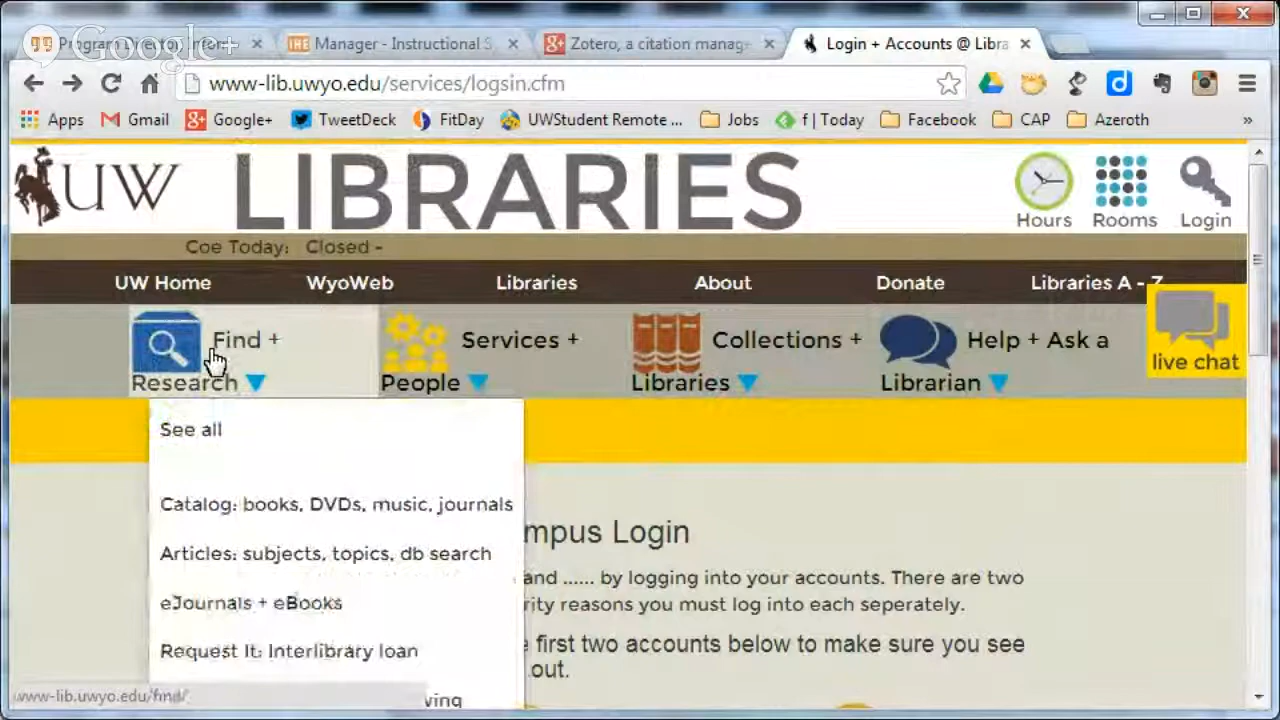 Google+
Program Director, Infor
Manager - Instructional S
Zotero, a citation manag
Login + Accounts @ Libra
www-lib.uwyo.edu/services/logsin.cfm
Apps Gmail Google+ TweetDeck FitDay UWStudent Remote ... Jobs f | Today Facebook CAP Azeroth »
UW LIBRARIES
Hours Rooms Login
Coe Today: Closed -
UW Home WyoWeb Libraries About Donate Libraries A - Z
Find + Research
Services + People
Collections + Libraries
Help + Ask a Librarian
live chat
See all
Catalog: books, DVDs, music, journals
mpus Login
Articles: subjects, topics, db search
and ...... by logging into your accounts. There are two
eJournals + eBooks
rity reasons you must log into each seperately.
Request It: Interlibrary loan
e first two accounts below to make sure you see
out.
www-lib.uwyo.edu/find/
wing